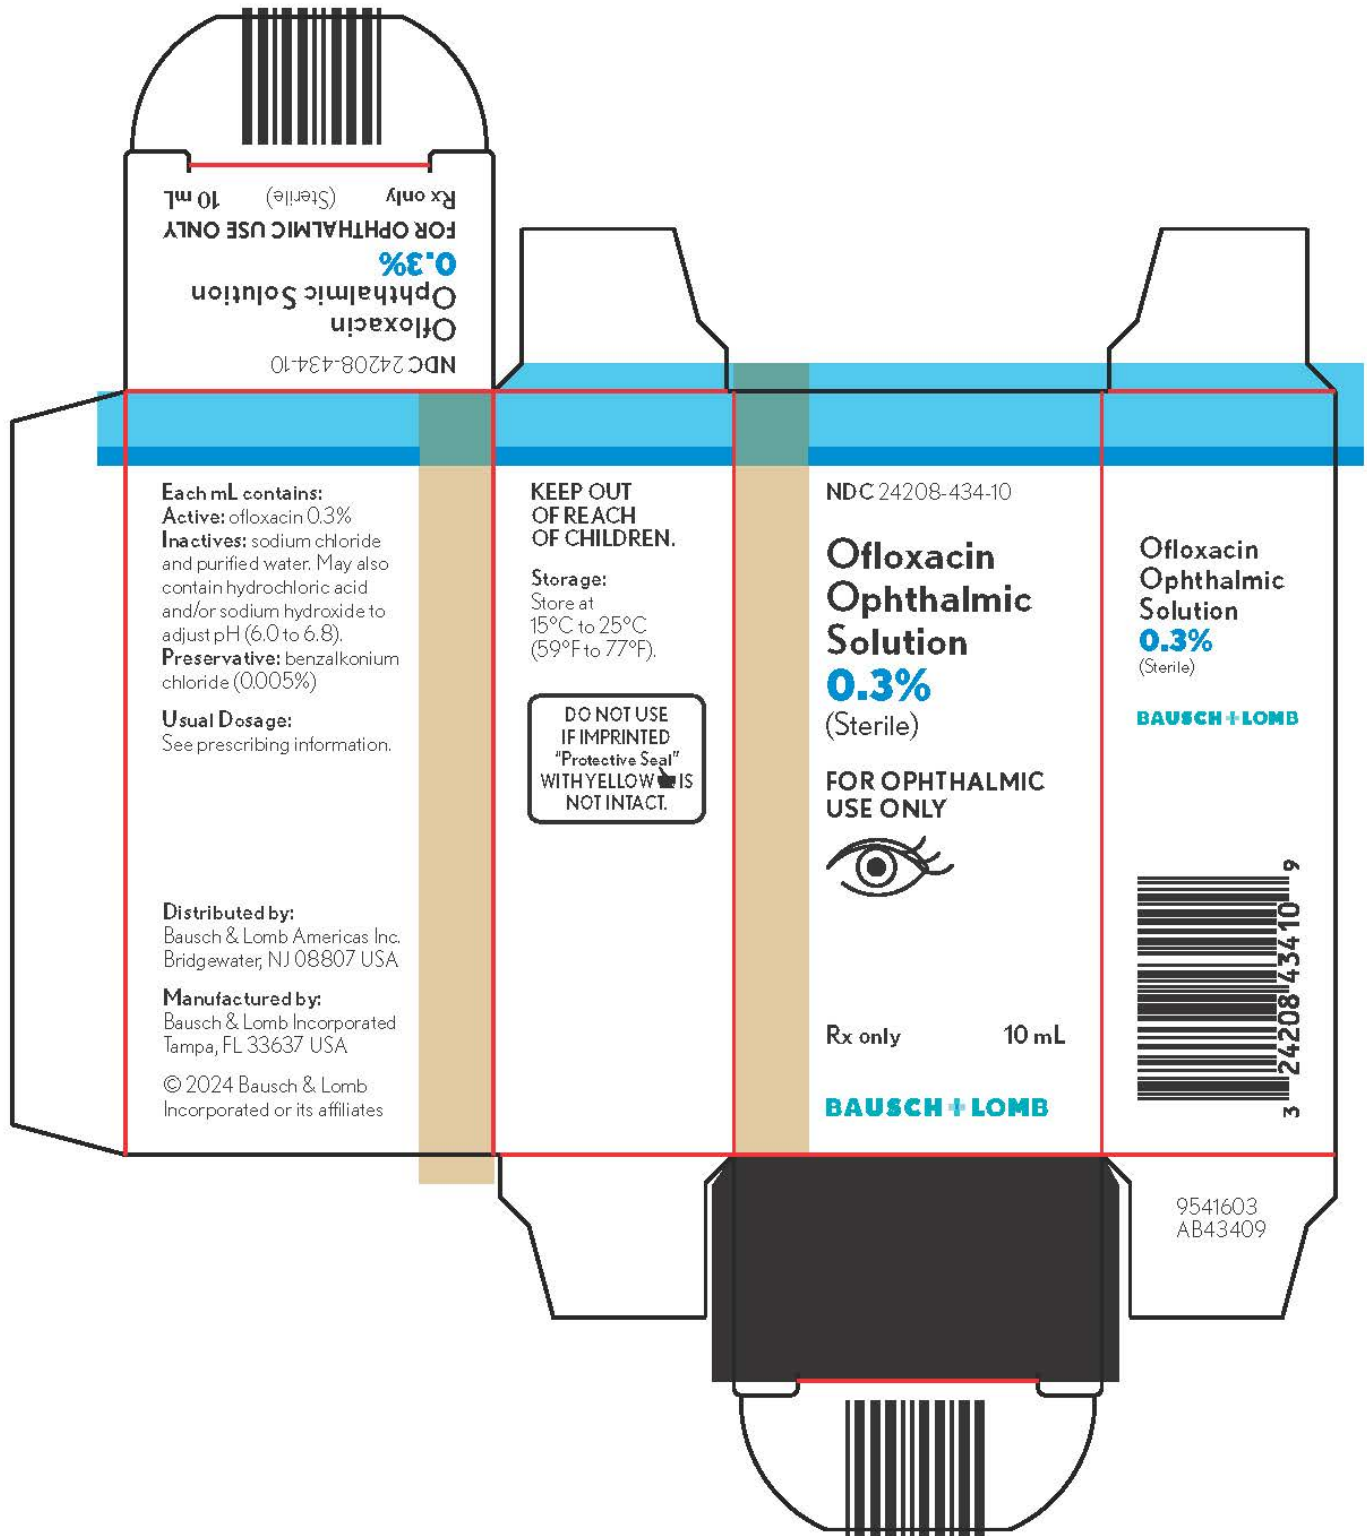 Rx only (Sterile) 10 mL
FOR OPHTHALMIC USE ONLY
0.3%
Ophthalmic Solution
Ofloxacin
NDC 24208-434-10
Each mL contains:
Active: ofloxacin 0.3%
Inactives: sodium chloride
and purified water. May also
contain hydrochloric acid
and/or sodium hydroxide to
adjust pH (6.0 to 6.8).
Preservative: benzalkonium
chloride (0.005%)
Usual Dosage:
See prescribing information.
Distributed by:
Bausch & Lomb Americas Inc.
Bridgewater, NJ 08807 USA
Manufactured by:
Bausch & Lomb Incorporated
Tampa, FL 33637 USA
© 2024 Bausch & Lomb
Incorporated or its affiliates
KEEP OUT
OF REACH
OF CHILDREN.
Storage:
Store at
15°C to 25°C
(59°F to 77°F).
DO NOT USE
IF IMPRINTED
"Protective Seal"
WITH YELLOW IS
NOT INTACT.
NDC 24208-434-10
Ofloxacin
Ophthalmic
Solution
0.3%
(Sterile)
FOR OPHTHALMIC
USE ONLY
Rx only 10 mL
BAUSCH + LOMB
Ofloxacin
Ophthalmic
Solution
0.3%
(Sterile)
BAUSCH + LOMB
3 24208 43410 9
9541603
AB43409